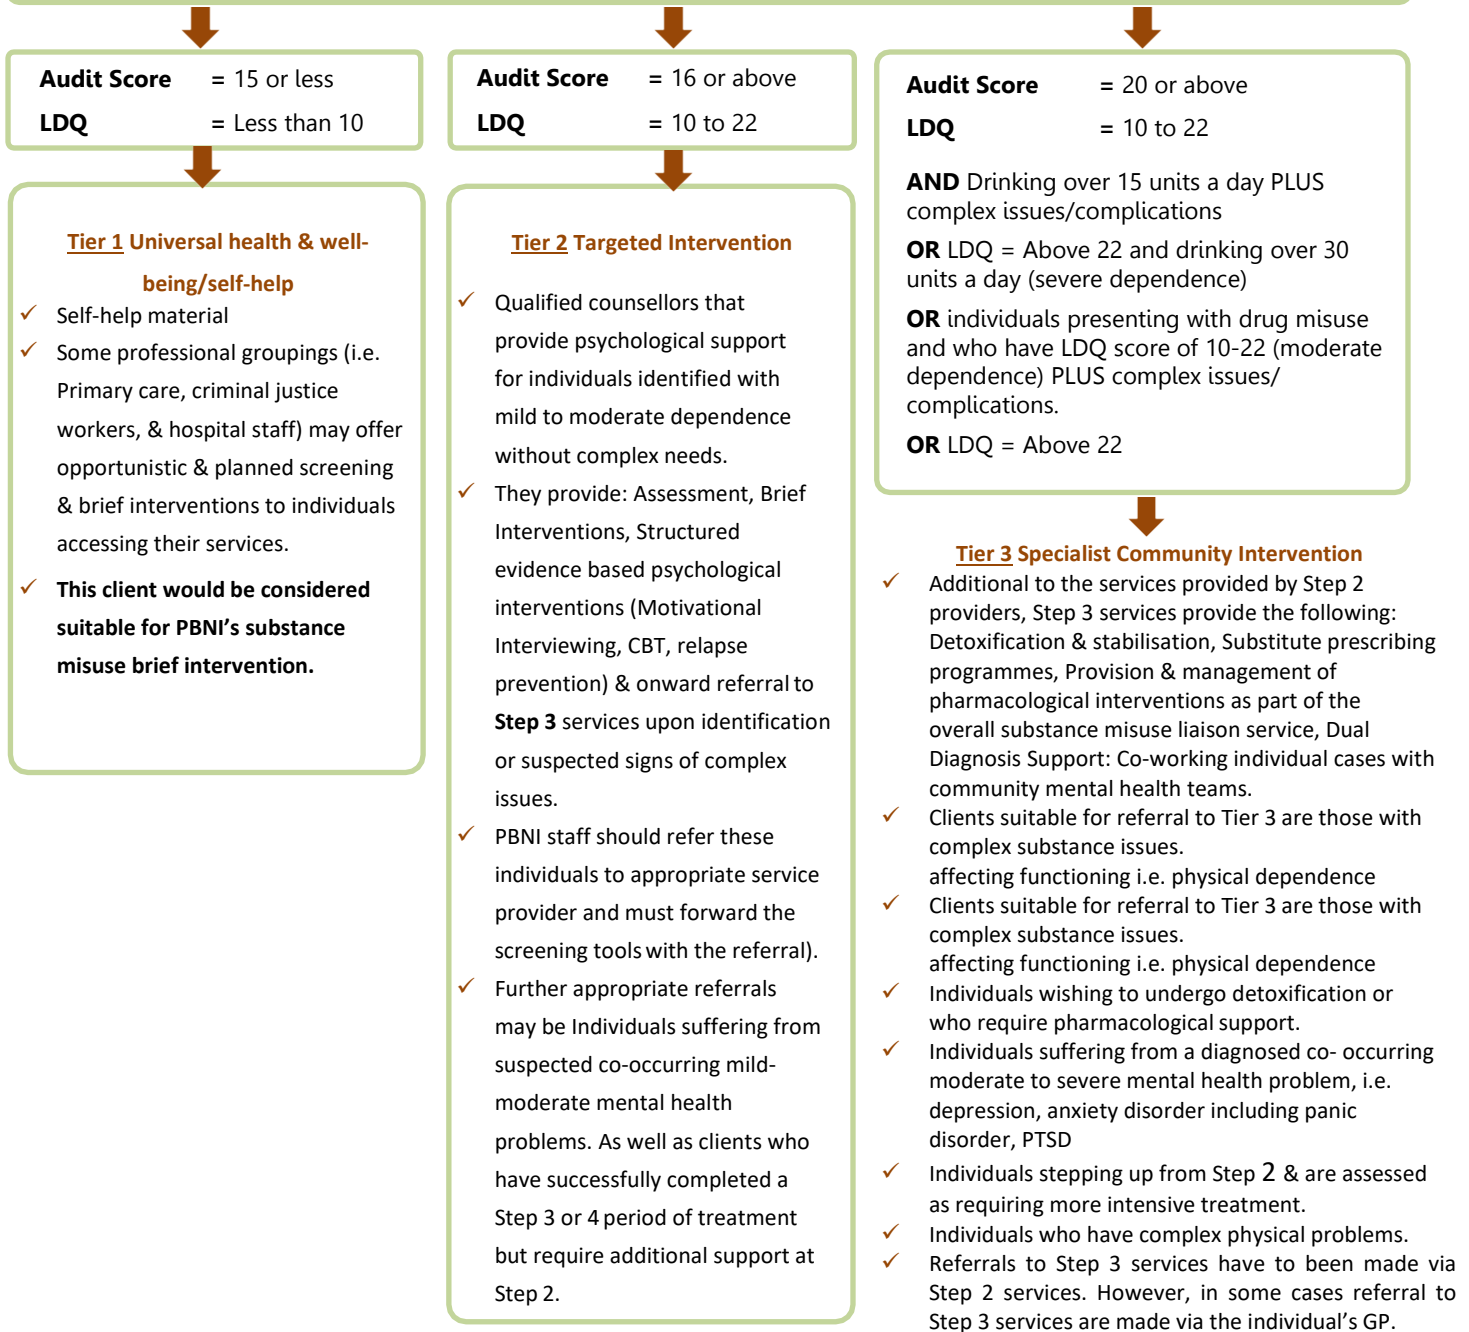 Audit Score = 15 or less
LDQ = Less than 10
Tier 1 Universal health & well-
being/self-help
✓ Self-help material
✓ Some professional groupings (i.e.
Primary care, criminal justice
workers, & hospital staff) may offer
opportunistic & planned screening
& brief interventions to individuals
accessing their services.
✓ This client would be considered
suitable for PBNI’s substance
misuse brief intervention.
Audit Score = 16 or above
LDQ = 10 to 22
Tier 2 Targeted Intervention
✓ Qualified counsellors that
provide psychological support
for individuals identified with
mild to moderate dependence
without complex needs.
✓ They provide: Assessment, Brief
Interventions, Structured
evidence based psychological
interventions (Motivational
Interviewing, CBT, relapse
prevention) & onward referral to
Step 3 services upon identification
or suspected signs of complex
issues.
✓ PBNI staff should refer these
individuals to appropriate service
provider and must forward the
screening tools with the referral).
✓ Further appropriate referrals
may be Individuals suffering from
suspected co-occurring mild-
moderate mental health
problems. As well as clients who
have successfully completed a
Step 3 or 4 period of treatment
but require additional support at
Step 2.
Audit Score = 20 or above
LDQ = 10 to 22
AND Drinking over 15 units a day PLUS
complex issues/complications
OR LDQ = Above 22 and drinking over 30
units a day (severe dependence)
OR individuals presenting with drug misuse
and who have LDQ score of 10-22 (moderate
dependence) PLUS complex issues/
complications.
OR LDQ = Above 22
Tier 3 Specialist Community Intervention
✓ Additional to the services provided by Step 2
providers, Step 3 services provide the following:
Detoxification & stabilisation, Substitute prescribing
programmes, Provision & management of
pharmacological interventions as part of the
overall substance misuse liaison service, Dual
Diagnosis Support: Co-working individual cases with
community mental health teams.
✓ Clients suitable for referral to Tier 3 are those with
complex substance issues.
affecting functioning i.e. physical dependence
✓ Clients suitable for referral to Tier 3 are those with
complex substance issues.
affecting functioning i.e. physical dependence
✓ Individuals wishing to undergo detoxification or
who require pharmacological support.
✓ Individuals suffering from a diagnosed co- occurring
moderate to severe mental health problem, i.e.
depression, anxiety disorder including panic
disorder, PTSD
✓ Individuals stepping up from Step 2 & are assessed
as requiring more intensive treatment.
✓ Individuals who have complex physical problems.
✓ Referrals to Step 3 services have to been made via
Step 2 services. However, in some cases referral to
Step 3 services are made via the individual’s GP.